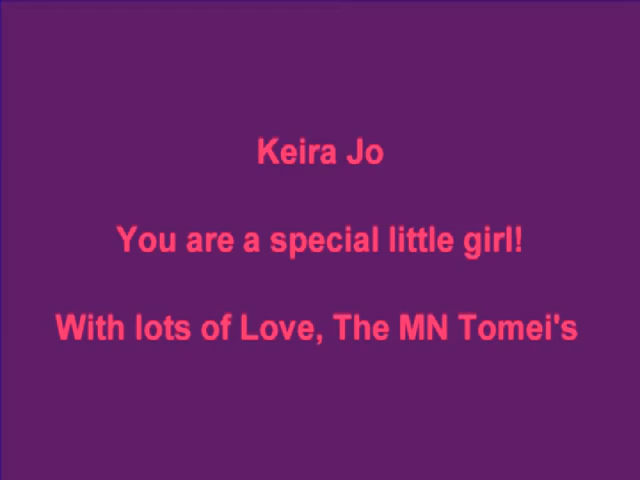 Keira Jo
You are a special little girl!
With lots of Love, The MN Tomei's